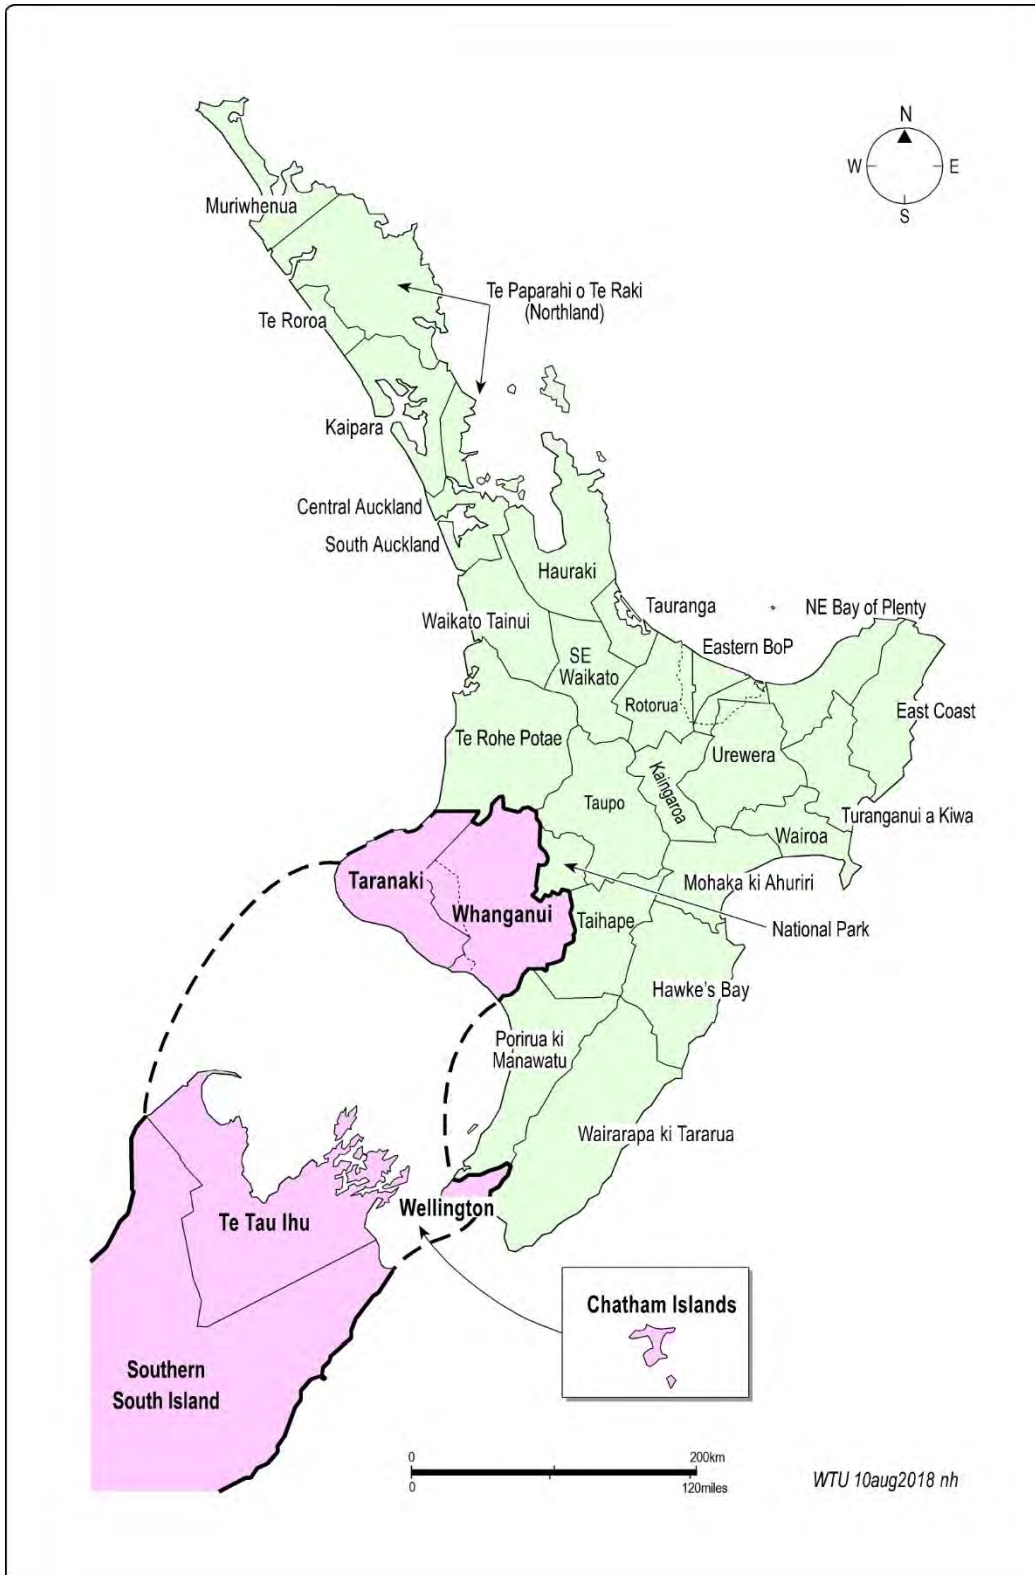 N
W
E
S
Muriwhenua
Te Paparahi o Te Raki
(Northland)
Te Roroa
Kaipara
Central Auckland
South Auckland
Hauraki
Tauranga
NE Bay of Plenty
Waikato Tainui
Eastern BoP
SE
Waikato
Rotorua
East Coast
Te Rohe Potae
Urewera
Kaingaroa
Taupo
Turanganui a Kiwa
Wairoa
Taranaki
Mohaka ki Ahuriri
Whanganui
Taihape
National Park
Hawke's Bay
Porirua ki
Manawatu
Wairarapa ki Tararua
Wellington
Te Tau Ihu
Chatham Islands
Southern
South Island
0
200km
0
120miles
WTU 10aug2018 nh